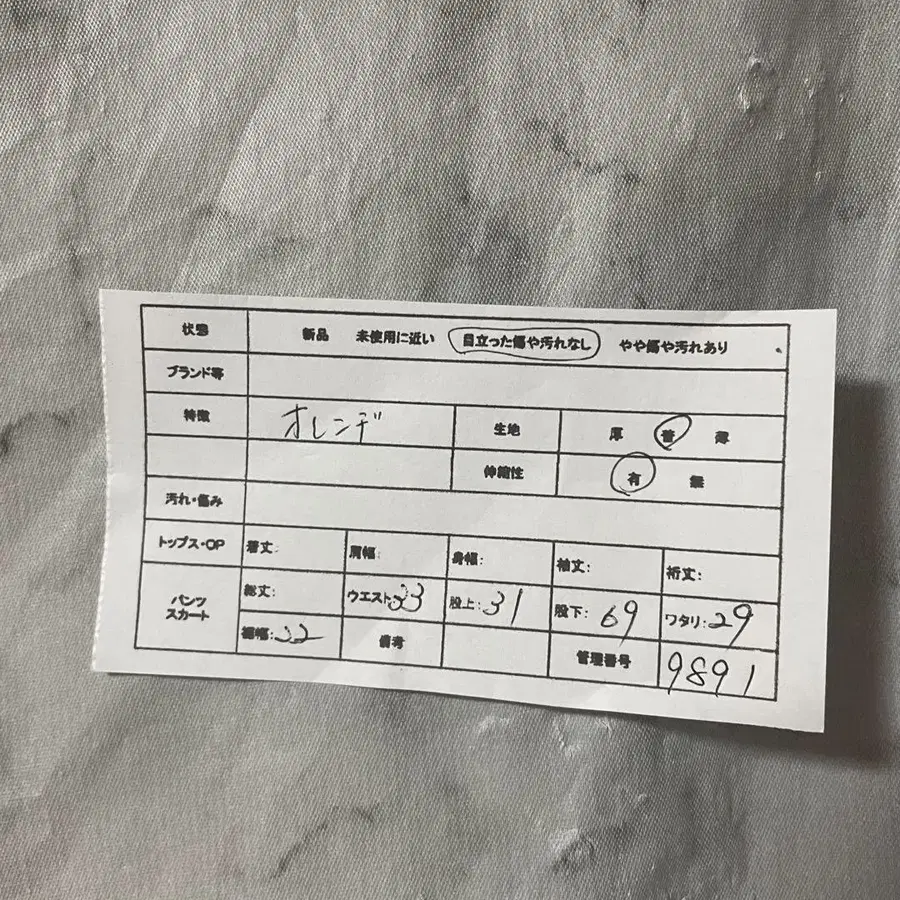 状態 新品 未使用に近い 目立った傷や汚れなし やや傷や汚れあり
ブランド等
特徴 オレンヂ 生地 厚 普 薄
伸縮性 有 無
汚れ・傷み
トップス・OP 着丈: 肩幅: 身幅: 袖丈: 裄丈:
パンツ スカート 総丈: ウエスト33 股上:31 股下:69 ワタリ:29
裾幅:22 備考 管理番号 9891